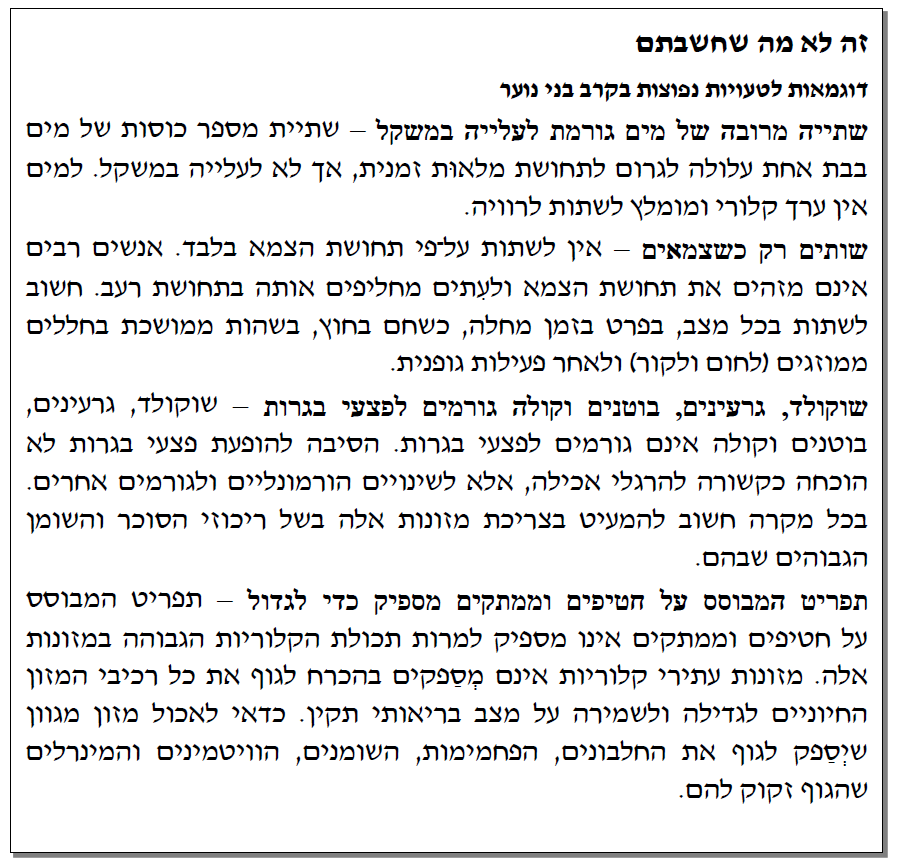 זה לא מה שחשבתם
דוגמאות לטעויות נפוצות בקרב בני נוער
שתייה מרובה של מים גורמת לעלייה במשקל – שתיית מספר כוסות של מים
בבת אחת עלולה לגרום לתחושת מלאוּת זמנית, אך לא לעלייה במשקל. למים
אין ערך קלורי ומומלץ לשתות לרוויה.
שותים רק כשצמאים – אין לשתות על־פי תחושת הצמא בלבד. אנשים רבים
אינם מזהים את תחושת הצמא ולעִתים מחליפים אותה בתחושת רעב. חשוב
לשתות בכל מצב, בפרט בזמן מחלה, כשחם בחוץ, בשהות ממושכת בחללים
ממוזגים (לחום ולקור) ולאחר פעילות גופנית.
שוקולד, גרעינים, בוטנים וקולה גורמים לפצעי בגרות – שוקולד, גרעינים,
בוטנים וקולה אינם גורמים לפצעי בגרות. הסיבה להופעת פצעי בגרות לא
הוכחה כקשורה להרגלי אכילה, אלא לשינויים הורמונליים ולגורמים אחרים.
בכל מקרה חשוב להמעיט בצריכת מזונות אלה בשל ריכוזי הסוכר והשומן
הגבוהים שבהם.
תפריט המבוסס על חטיפים וממתקים מספיק כדי לגדול – תפריט המבוסס
על חטיפים וממתקים אינו מספיק למרות תכולת הקלוריות הגבוהה במזונות
אלה. מזונות עתירי קלוריות אינם מְסַפקים בהכרח לגוף את כל רכיבי המזון
החיוניים לגדילה ולשמירה על מצב בריאותי תקין. כדאי לאכול מזון מגוון
שיְסַפק לגוף את החלבונים, הפחמימות, השומנים, הוויטמינים והמינרלים
שהגוף זקוק להם.